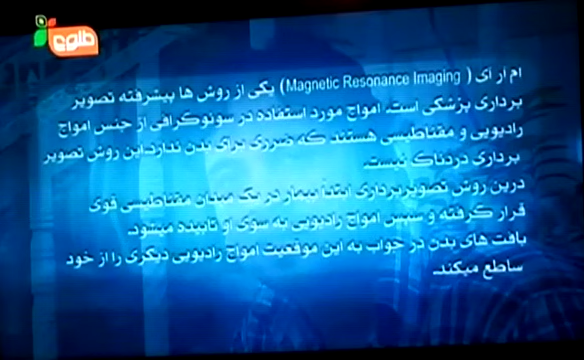 طلوع
ام ار آی ( Magnetic Resonance Imaging) یکی از روش ها پیشرفته تصویر
برداری پزشکی است. امواج مورد استفاده در سونوگرافی از جنس امواج
رادیویی و مقناطیسی هستند که ضرری برای بدن ندارد.این روش تصویر
برداری دردناک نیست.
درین روش تصویربرداری ابتدا بیمار در یک میدان مقناطیسی قوی
قرار گرفته و سپس امواج رادیویی به سوی او تابیده میشود.
بافت های بدن در جواب به این موقعیت امواج رادیویی دیگری را از خود
ساطع میکند.